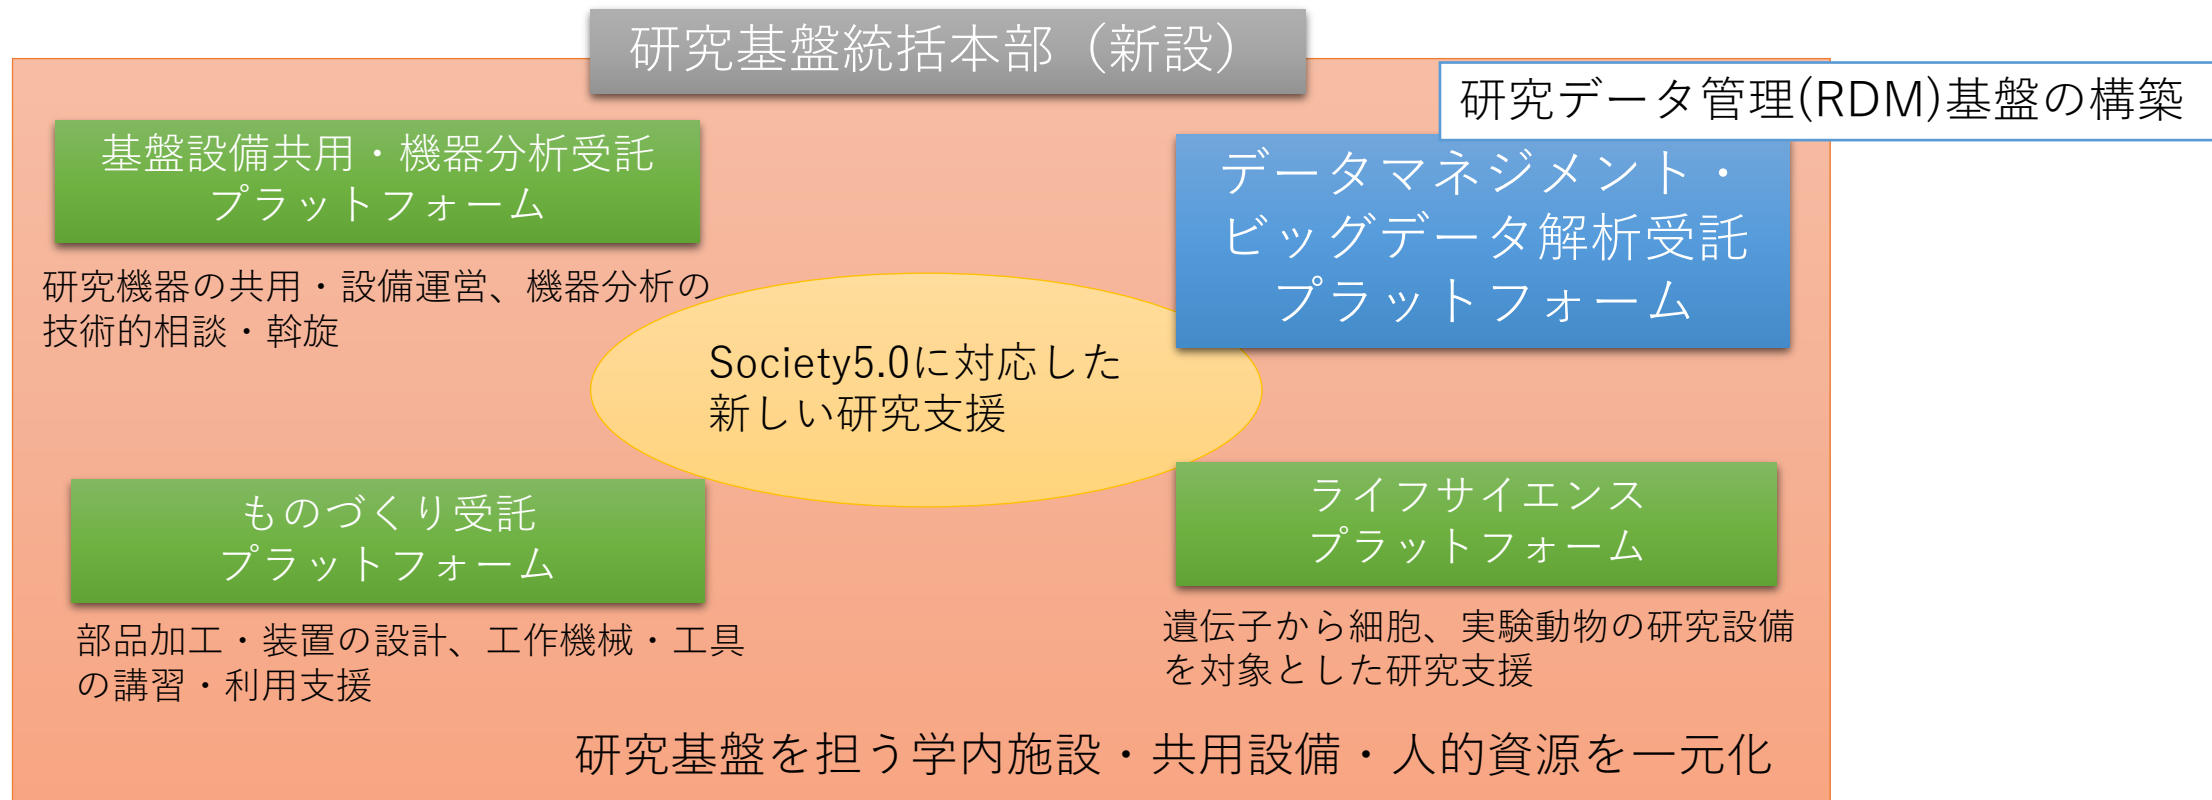 研究基盤統括本部（新設）
研究データ管理(RDM)基盤の構築
基盤設備共用・機器分析受託
プラットフォーム
研究機器の共用・設備運営、機器分析の
技術的相談・斡旋
データマネジメント・
ビッグデータ解析受託
プラットフォーム
Society5.0に対応した
新しい研究支援
ものづくり受託
プラットフォーム
部品加工・装置の設計、工作機械・工具
の講習・利用支援
ライフサイエンス
プラットフォーム
遺伝子から細胞、実験動物の研究設備
を対象とした研究支援
研究基盤を担う学内施設・共用設備・人的資源を一元化